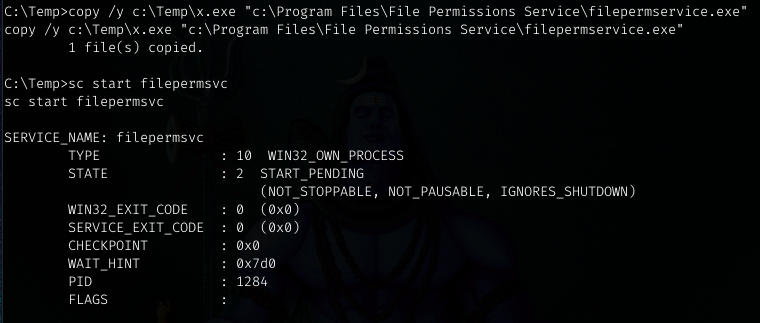 C:\Temp>copy /y c:\Temp\x.exe "c:\Program Files\File Permissions Service\filepermservice.exe"
copy /y c:\Temp\x.exe "c:\Program Files\File Permissions Service\filepermservice.exe"
        1 file(s) copied.
C:\Temp>sc start filepermsvc
sc start filepermsvc
SERVICE_NAME: filepermsvc
        TYPE               : 10  WIN32_OWN_PROCESS
        STATE              : 2  START_PENDING
                                (NOT_STOPPABLE, NOT_PAUSABLE, IGNORES_SHUTDOWN)
        WIN32_EXIT_CODE    : 0  (0x0)
        SERVICE_EXIT_CODE  : 0  (0x0)
        CHECKPOINT         : 0x0
        WAIT_HINT          : 0x7d0
        PID                : 1284
        FLAGS              :